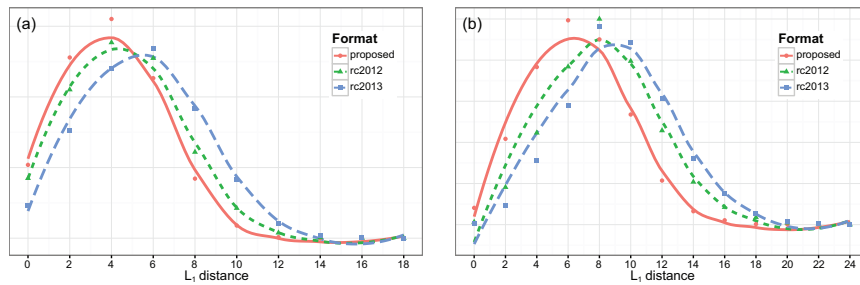 (a)
Format
proposed
rc2012
rc2013
0 2 4 6 8 10 12 14 16 18
L1 distance
(b)
Format
proposed
rc2012
rc2013
0 2 4 6 8 10 12 14 16 18 20 22 24
L1 distance